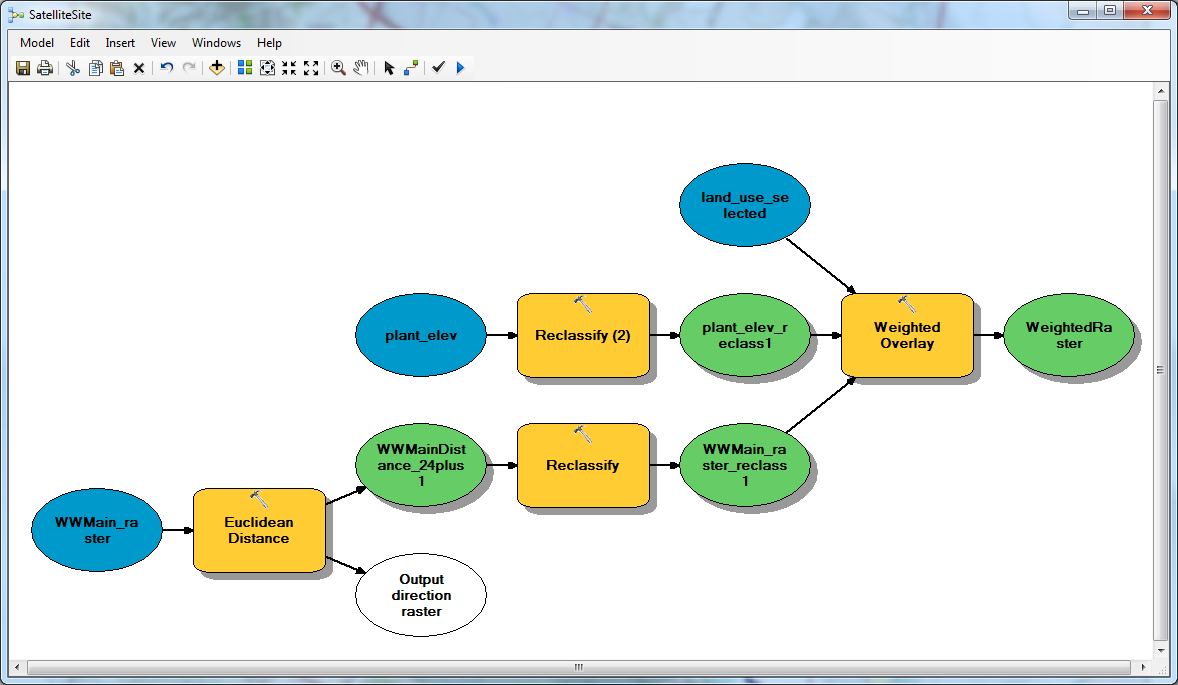 SatelliteSite
Model Edit Insert View Windows Help
land_use_se
lected
plant_elev
Reclassify (2)
plant_elev_r
eclass1
Weighted
Overlay
WeightedRa
ster
WWMainDist
ance_24plus
1
Reclassify
WWMain_ra
ster_reclass
1
WWMain_ra
ster
Euclidean
Distance
Output
direction
raster